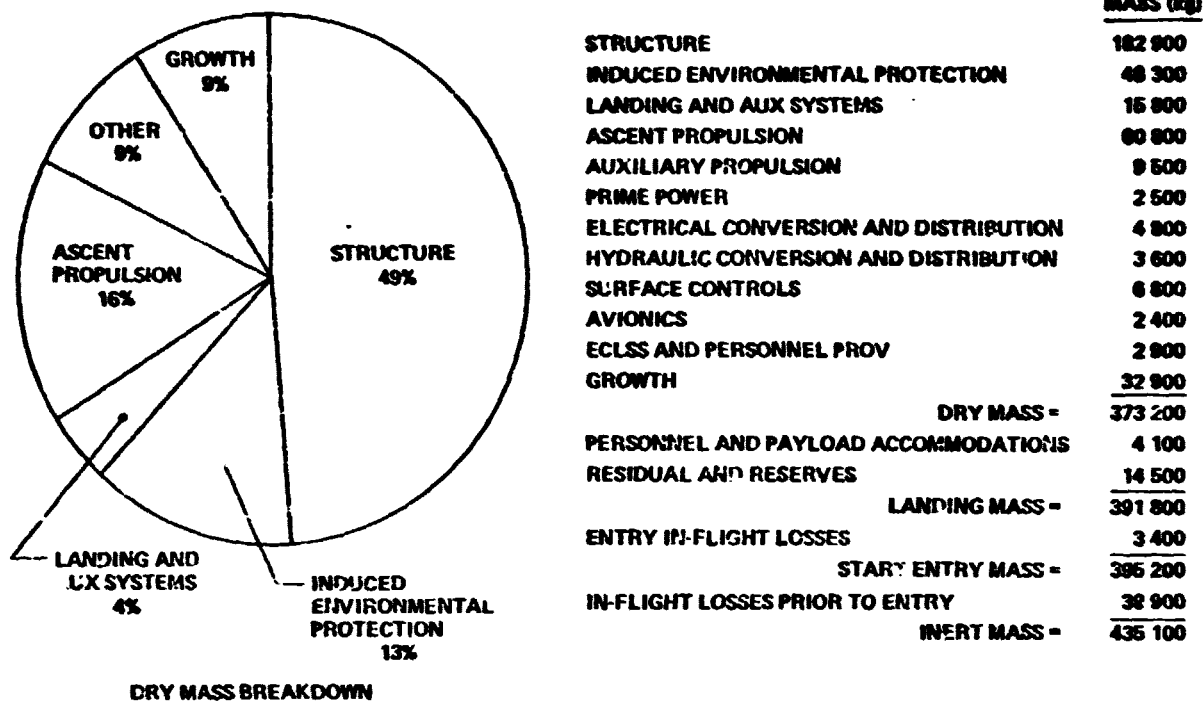 GROWTH
9%
OTHER
9%
ASCENT
PROPULSION
16%
STRUCTURE
49%
LANDING AND
AUX SYSTEMS
4%
INDUCED
ENVIRONMENTAL
PROTECTION
13%
DRY MASS BREAKDOWN
MASS (kg)
STRUCTURE 182 900
INDUCED ENVIRONMENTAL PROTECTION 48 300
LANDING AND AUX SYSTEMS 15 800
ASCENT PROPULSION 60 800
AUXILIARY PROPULSION 9 500
PRIME POWER 2 500
ELECTRICAL CONVERSION AND DISTRIBUTION 4 800
HYDRAULIC CONVERSION AND DISTRIBUTION 3 600
SURFACE CONTROLS 6 800
AVIONICS 2 400
ECLSS AND PERSONNEL PROV 2 900
GROWTH 32 900
DRY MASS = 373 200
PERSONNEL AND PAYLOAD ACCOMMODATIONS 4 100
RESIDUAL AND RESERVES 14 500
LANDING MASS = 391 800
ENTRY IN-FLIGHT LOSSES 3 400
START ENTRY MASS = 395 200
IN-FLIGHT LOSSES PRIOR TO ENTRY 39 900
INERT MASS = 435 100